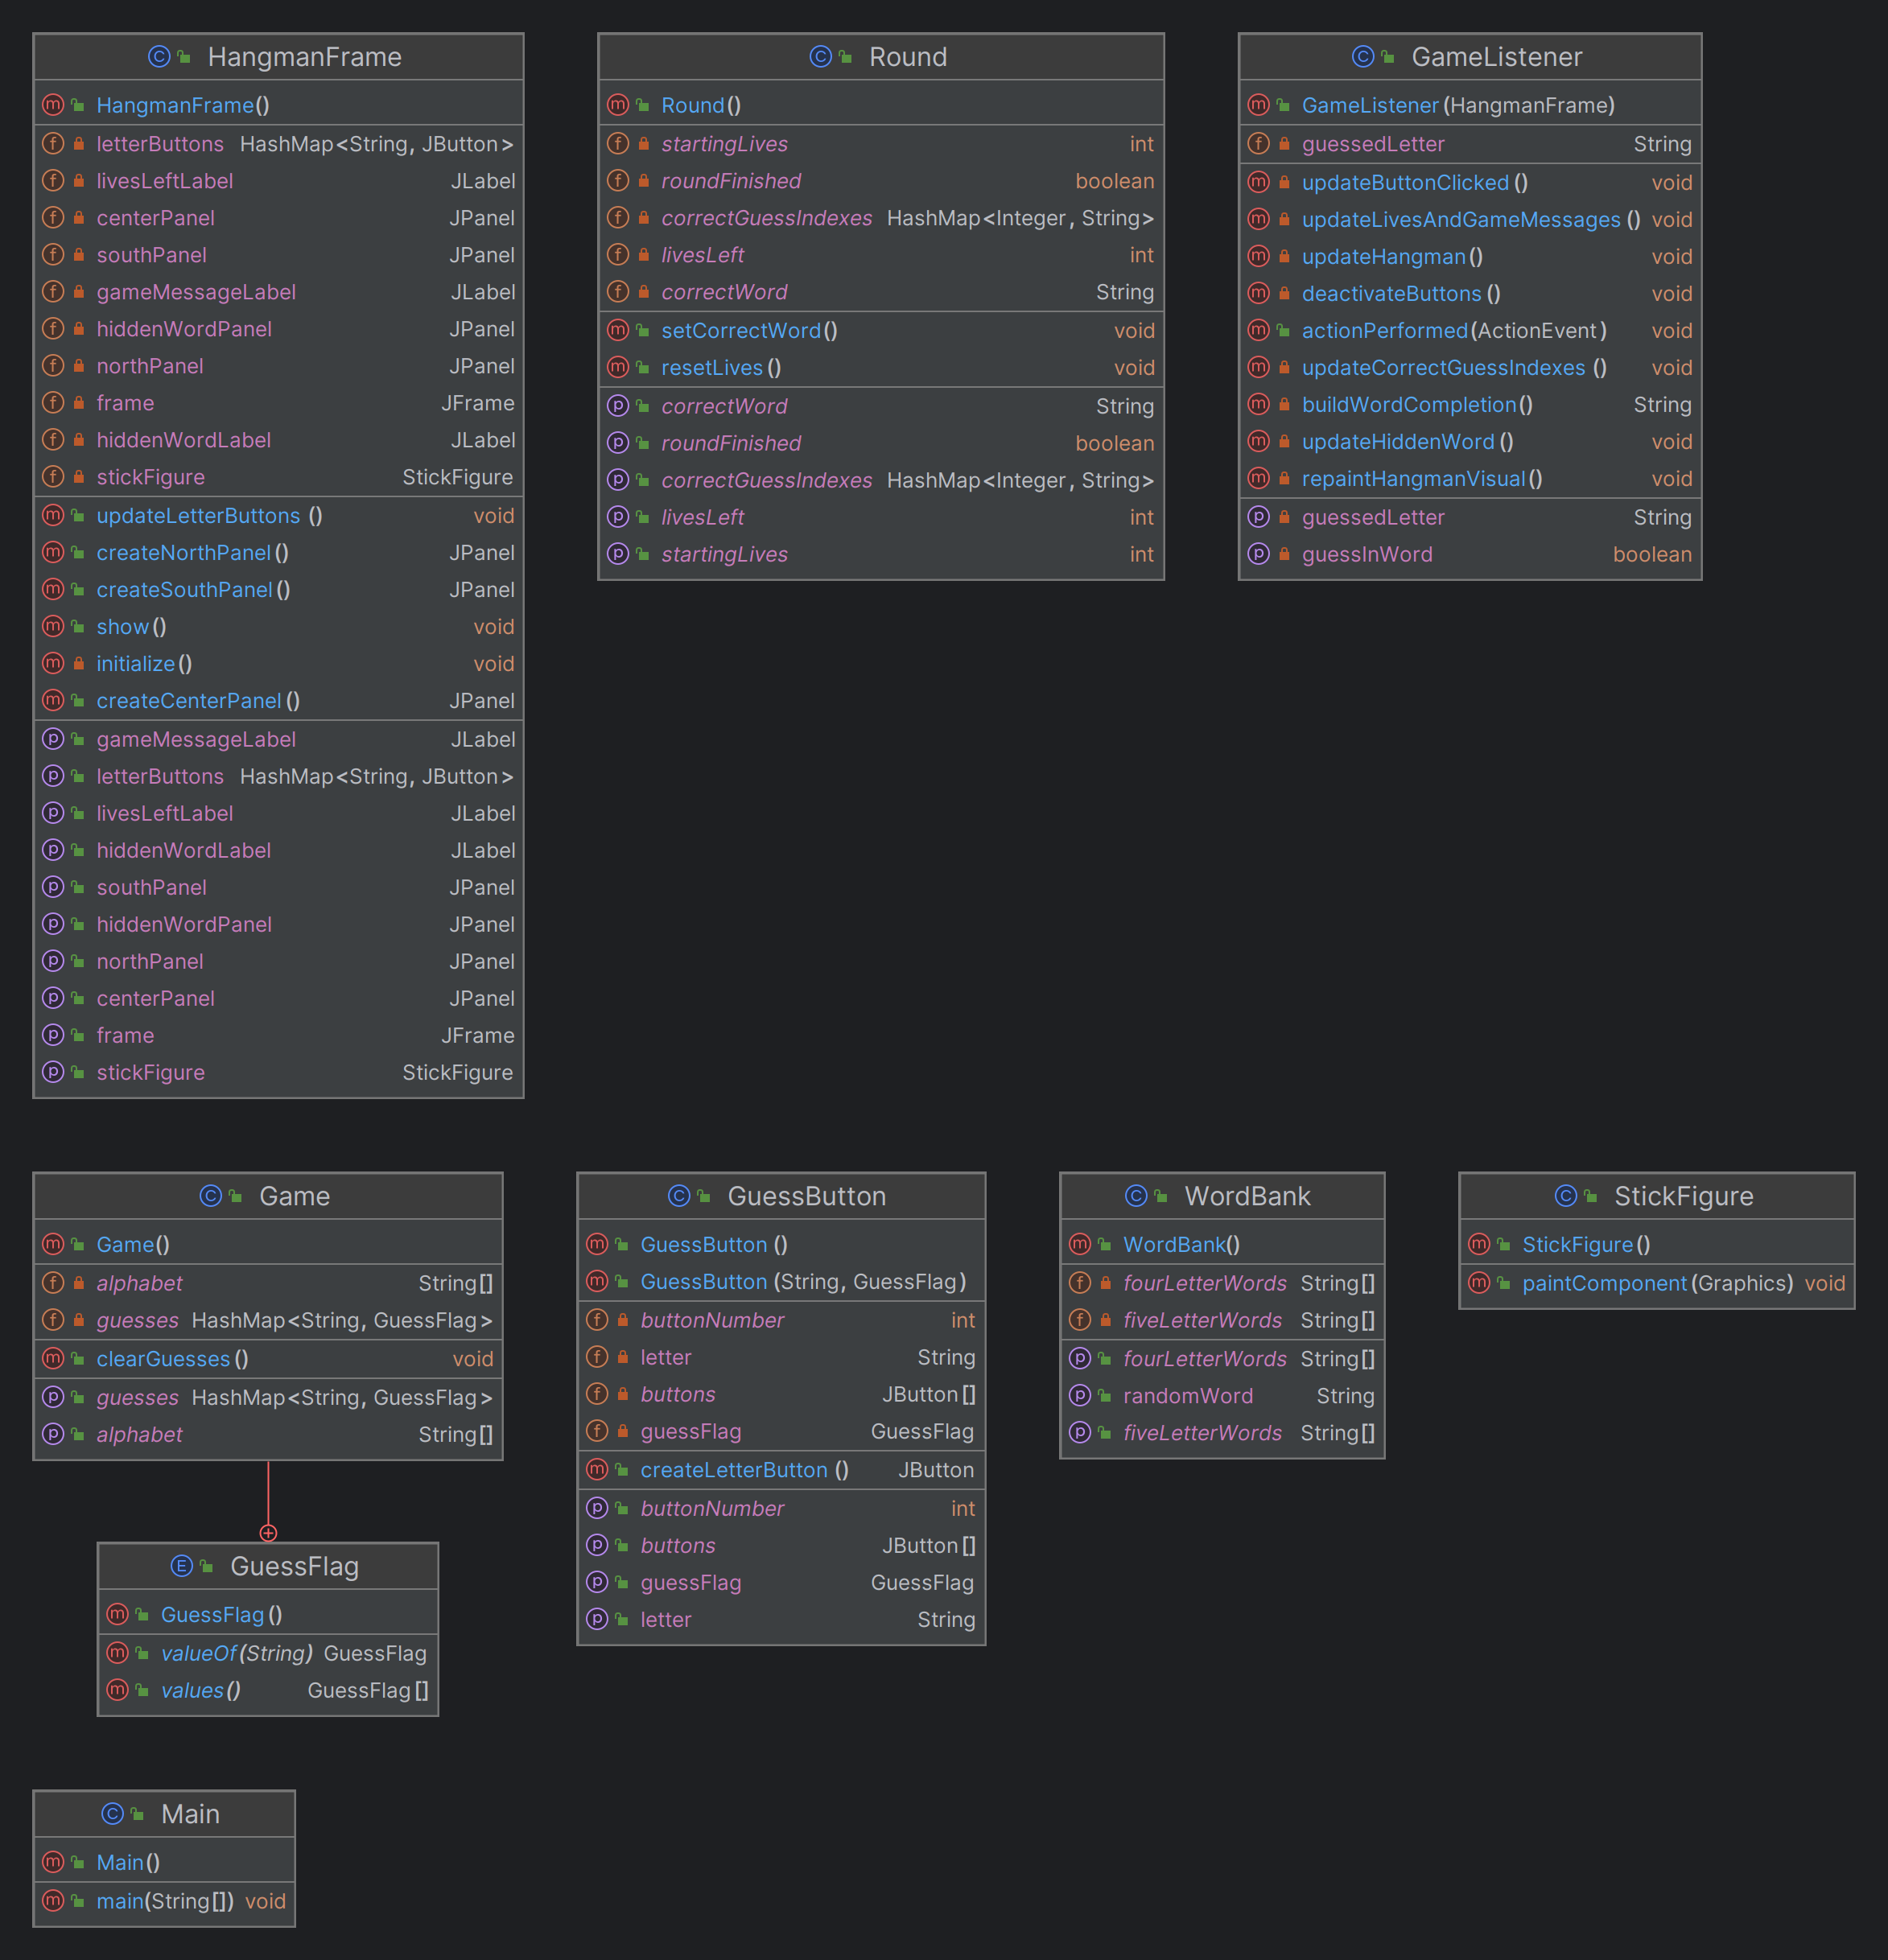 HangmanFrame
HangmanFrame()
letterButtons HashMap<String, JButton>
livesLeftLabel JLabel
centerPanel JPanel
southPanel JPanel
gameMessageLabel JLabel
hiddenWordPanel JPanel
northPanel JPanel
frame JFrame
hiddenWordLabel JLabel
stickFigure StickFigure
updateLetterButtons() void
createNorthPanel() JPanel
createSouthPanel() JPanel
show() void
initialize() void
createCenterPanel() JPanel
gameMessageLabel JLabel
letterButtons HashMap<String, JButton>
livesLeftLabel JLabel
hiddenWordLabel JLabel
southPanel JPanel
hiddenWordPanel JPanel
northPanel JPanel
centerPanel JPanel
frame JFrame
stickFigure StickFigure
Round
Round()
startingLives int
roundFinished boolean
correctGuessIndexes HashMap<Integer, String>
livesLeft int
correctWord String
setCorrectWord() void
resetLives() void
correctWord String
roundFinished boolean
correctGuessIndexes HashMap<Integer, String>
livesLeft int
startingLives int
GameListener
GameListener(HangmanFrame)
guessedLetter String
updateButtonClicked() void
updateLivesAndGameMessages() void
updateHangman() void
deactivateButtons() void
actionPerformed(ActionEvent) void
updateCorrectGuessIndexes() void
buildWordCompletion() String
updateHiddenWord() void
repaintHangmanVisual() void
guessedLetter String
guessInWord boolean
Game
Game()
alphabet String[]
guesses HashMap<String, GuessFlag>
clearGuesses() void
guesses HashMap<String, GuessFlag>
alphabet String[]
GuessButton
GuessButton()
GuessButton(String, GuessFlag)
buttonNumber int
letter String
buttons JButton[]
guessFlag GuessFlag
createLetterButton() JButton
buttonNumber int
buttons JButton[]
guessFlag GuessFlag
letter String
WordBank
WordBank()
fourLetterWords String[]
fiveLetterWords String[]
fourLetterWords String[]
randomWord String
fiveLetterWords String[]
StickFigure
StickFigure()
paintComponent(Graphics) void
GuessFlag
GuessFlag()
valueOf(String) GuessFlag
values() GuessFlag[]
Main
Main()
main(String[]) void